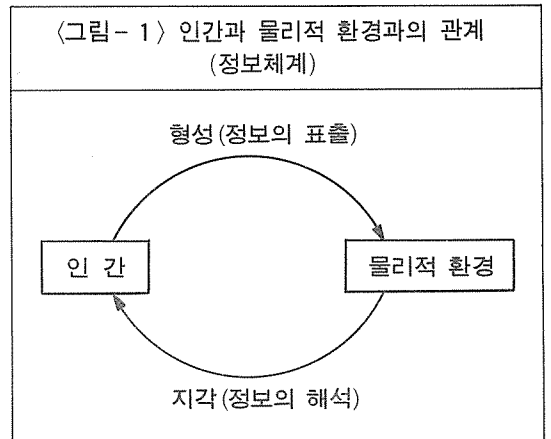 〈그림-1〉 인간과 물리적 환경과의 관계
(정보체계)
형성(정보의 표출)
인 간
물리적 환경
지각(정보의 해석)